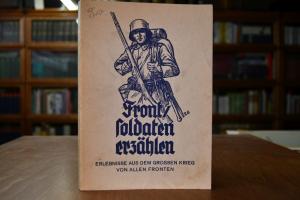 Front/
soldaten
erzählen
ERLEBNISSE AUS DEM GROSSEN KRIEG
VON ALLEN FRONTEN